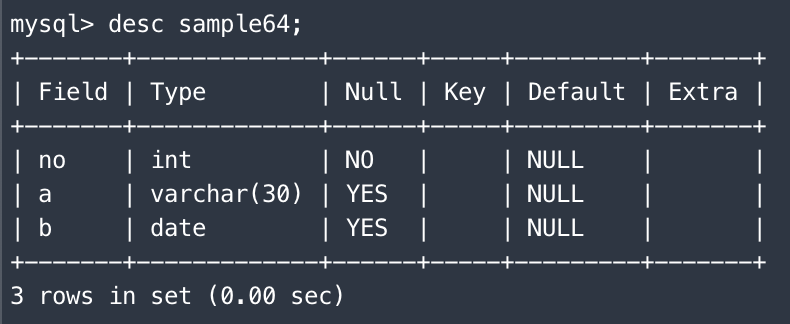 mysql> desc sample64;
+-------+-------------+------+-----+---------+-------+
| Field | Type        | Null | Key | Default | Extra |
+-------+-------------+------+-----+---------+-------+
| no    | int         | NO   |     | NULL    |       |
| a     | varchar(30) | YES  |     | NULL    |       |
| b     | date        | YES  |     | NULL    |       |
+-------+-------------+------+-----+---------+-------+
3 rows in set (0.00 sec)